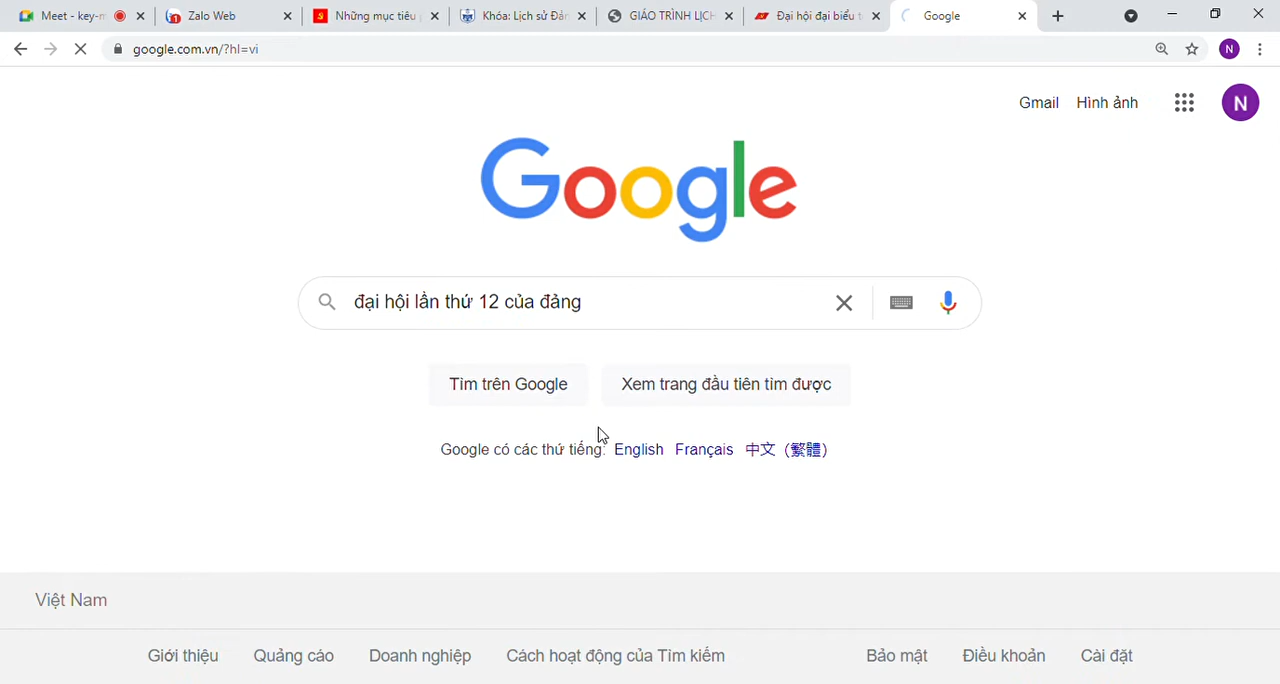 Meet - key-m
Zalo Web
Những mục tiêu
Khóa: Lịch sử Đản
GIÁO TRÌNH LỊCH
Đại hội đại biểu t
Google
google.com.vn/?hl=vi
N
Gmail Hình ảnh
N
Google
đại hội lần thứ 12 của đảng
Tìm trên Google
Xem trang đầu tiên tìm được
Google có các thứ tiếng: English Français 中文 (繁體)
Việt Nam
Giới thiệu Quảng cáo Doanh nghiệp Cách hoạt động của Tìm kiếm Bảo mật Điều khoản Cài đặt